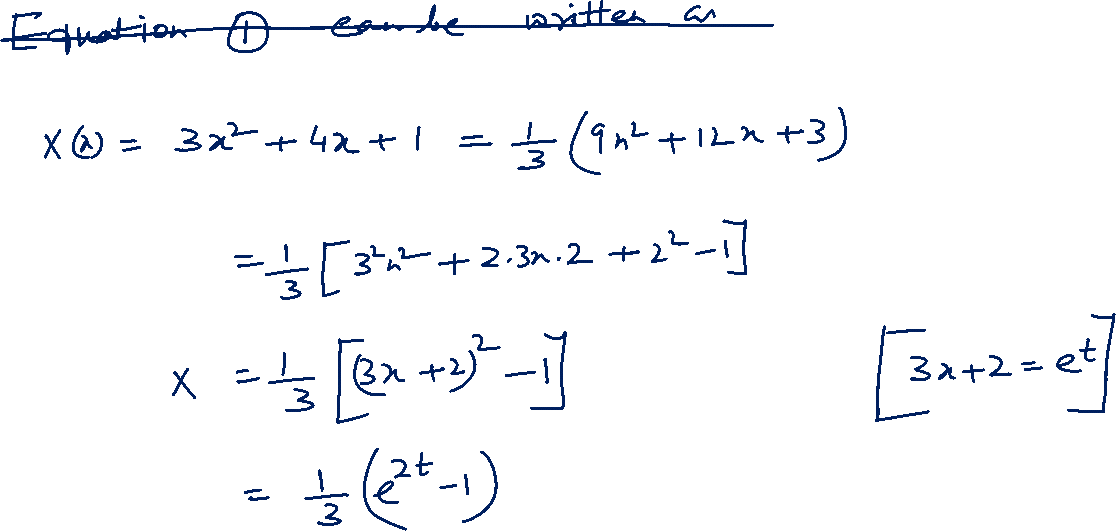 Equation ① can be written as
X(x) = 3x² + 4x + 1 = 1/3 (9x² + 12x + 3)
= 1/3 [3²x² + 2·3x·2 + 2² - 1]
X = 1/3 [(3x + 2)² - 1] [3x + 2 = e^t]
= 1/3 (e^2t - 1)